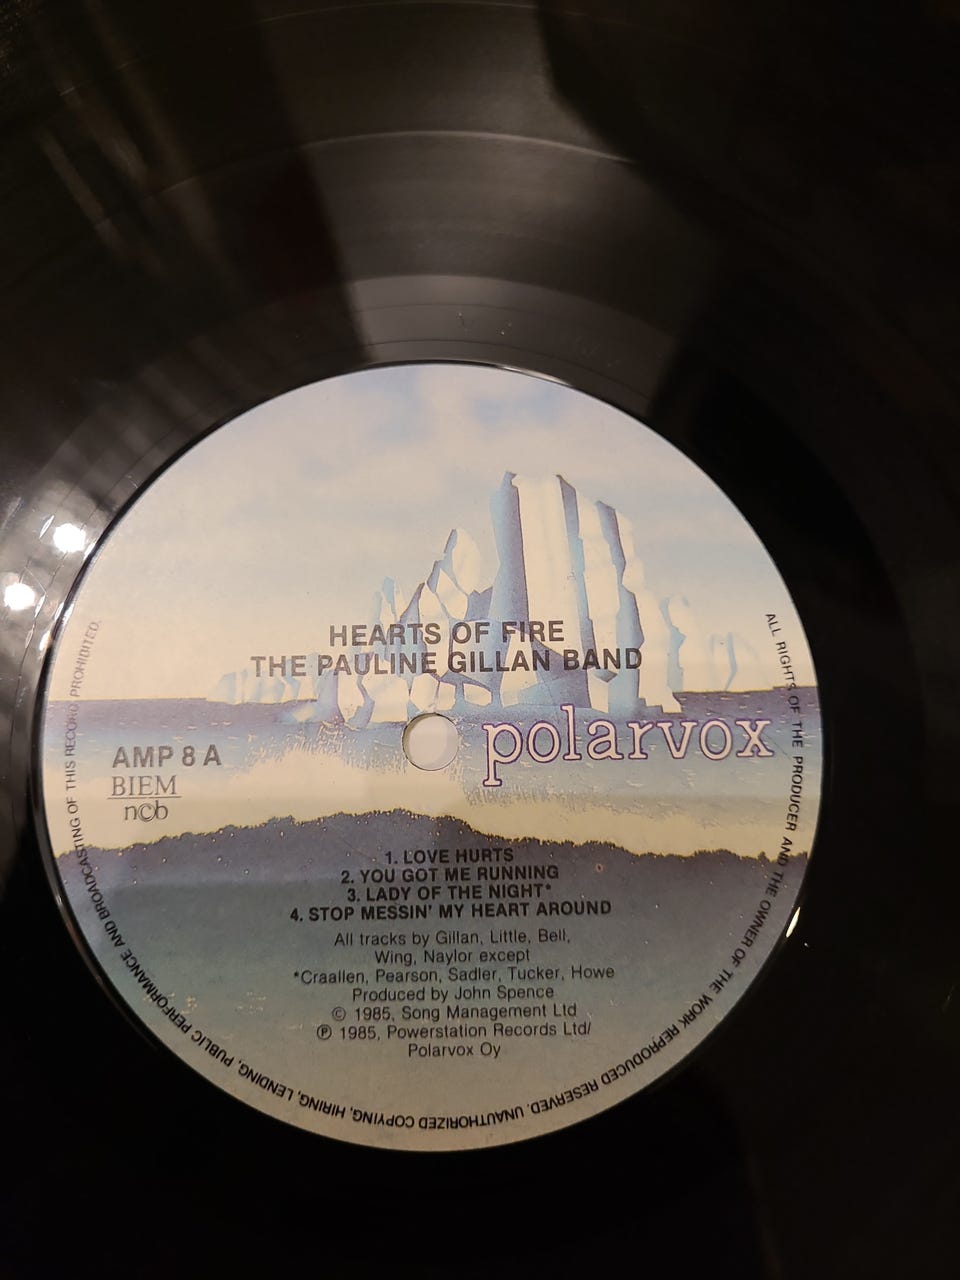 HEARTS OF FIRE
THE PAULINE GILLAN BAND
polarvox
AMP 8 A
BIEM
n©b
1. LOVE HURTS
2. YOU GOT ME RUNNING
3. LADY OF THE NIGHT*
4. STOP MESSIN' MY HEART AROUND
All tracks by Gillan, Little, Bell,
Wing, Naylor except
*Craallen, Pearson, Sadler, Tucker, Howe
Produced by John Spence
© 1985, Song Management Ltd
℗ 1985, Powerstation Records Ltd/
Polarvox Oy
ALL RIGHTS OF THE PRODUCER AND THE OWNER OF THE WORK REPRODUCED RESERVED. UNAUTHORIZED COPYING, HIRING, LENDING, PUBLIC PERFORMANCE AND BROADCASTING OF THIS RECORD PROHIBITED.